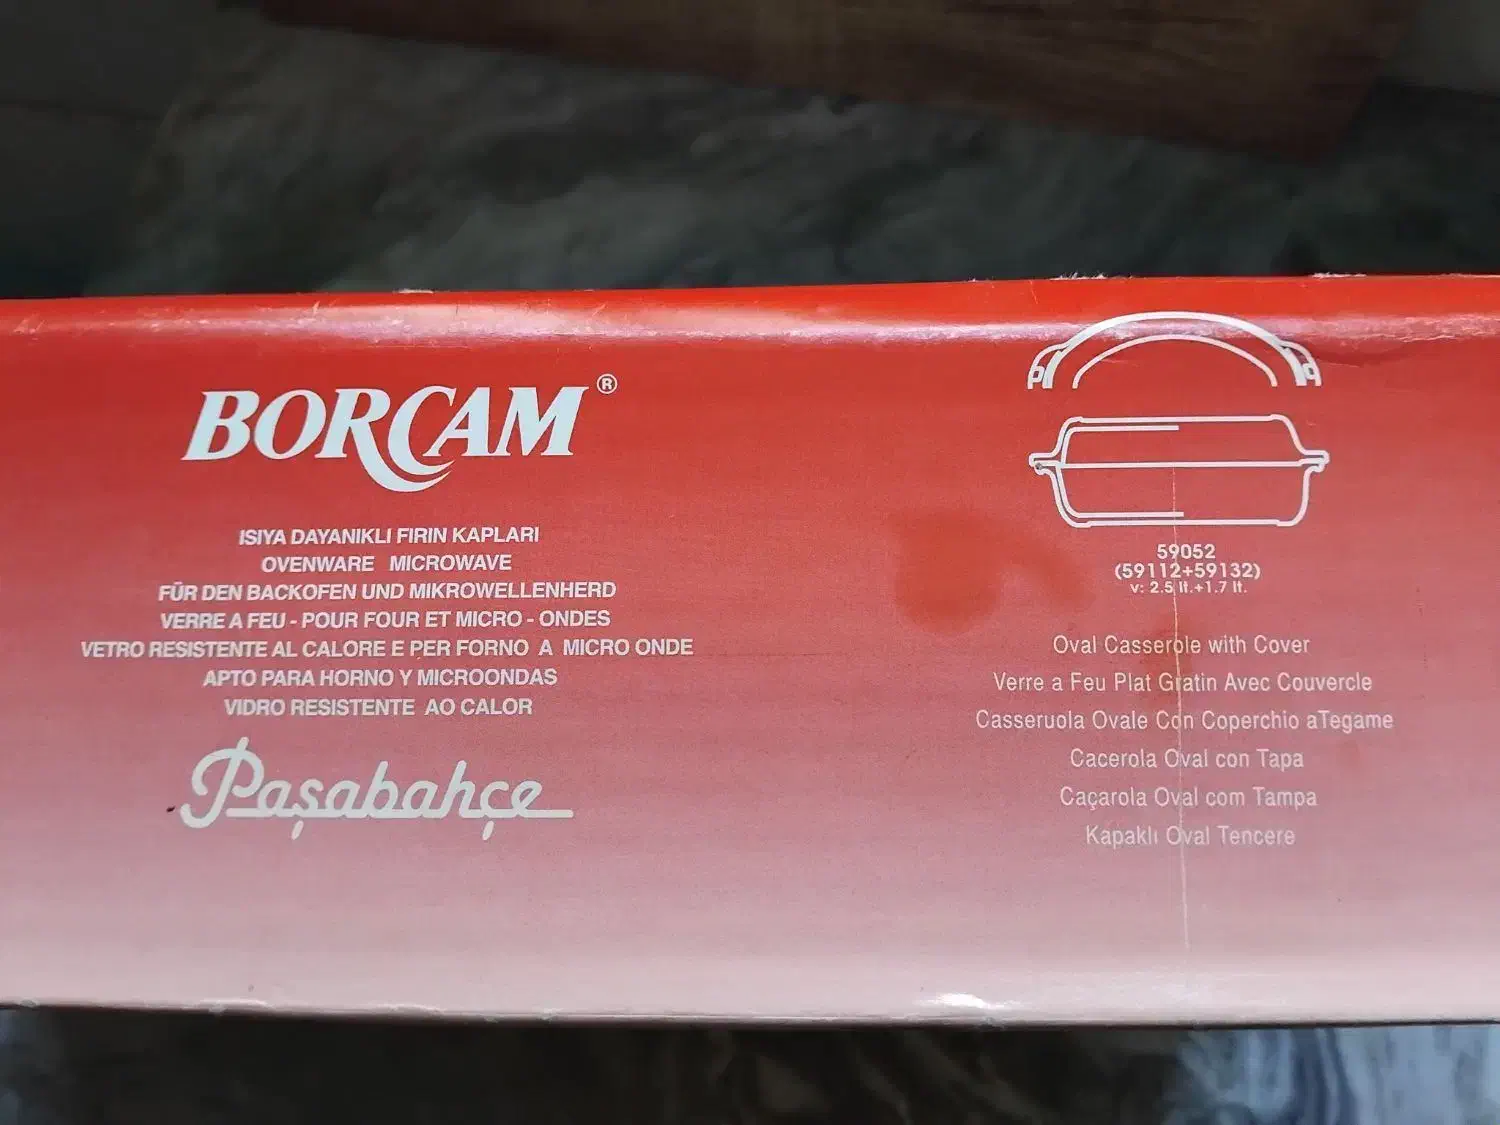 BORCAM®
ISIYA DAYANIKLI FIRIN KAPLARI
OVENWARE MICROWAVE
FÜR DEN BACKOFEN UND MIKROWELLENHERD
VERRE A FEU - POUR FOUR ET MICRO - ONDES
VETRO RESISTENTE AL CALORE E PER FORNO A MICRO ONDE
APTO PARA HORNO Y MICROONDAS
VIDRO RESISTENTE AO CALOR
Paşabahçe
59052
(59112+59132)
v: 2.5 lt.+1.7 lt.
Oval Casserole with Cover
Verre a Feu Plat Gratin Avec Couvercle
Casseruola Ovale Con Coperchio aTegame
Cacerola Oval con Tapa
Caçarola Oval com Tampa
Kapaklı Oval Tencere